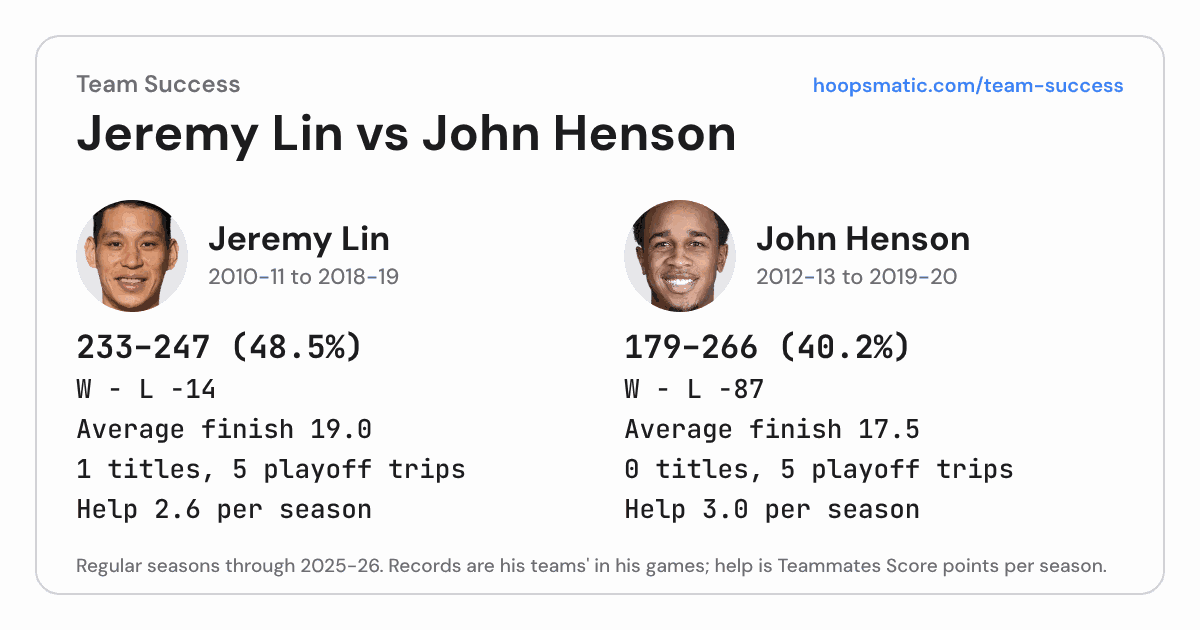 Team Success
hoopsmatic.com/team-success
Jeremy Lin vs John Henson
Jeremy Lin
2010-11 to 2018-19
233-247 (48.5%)
W - L -14
Average finish 19.0
1 titles, 5 playoff trips
Help 2.6 per season
John Henson
2012-13 to 2019-20
179-266 (40.2%)
W - L -87
Average finish 17.5
0 titles, 5 playoff trips
Help 3.0 per season
Regular seasons through 2025-26. Records are his teams' in his games; help is Teammates Score points per season.